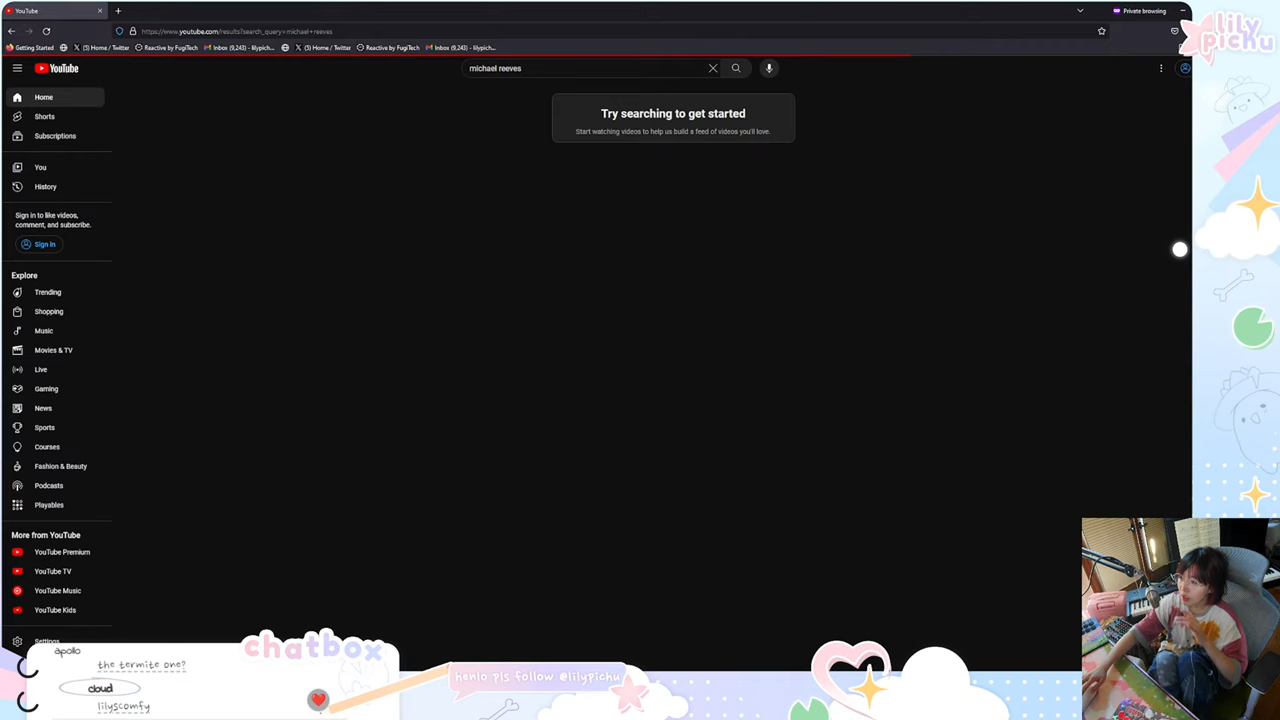 YouTube
Private browsing
https://www.youtube.com/results?search_query=michael+reeves
Getting Started
(5) Home / Twitter
Reactive by FugiTech
Inbox (9,243) - lilypic...
(5) Home / Twitter
Reactive by FugiTech
Inbox (9,243) - lilypic...
lily
pichu
YouTube
michael reeves
Home
Shorts
Subscriptions
You
History
Sign in to like videos,
comment, and subscribe.
Sign in
Explore
Trending
Shopping
Music
Movies & TV
Live
Gaming
News
Sports
Courses
Fashion & Beauty
Podcasts
Playables
More from YouTube
YouTube Premium
YouTube TV
YouTube Music
YouTube Kids
Settings
Try searching to get started
Start watching videos to help us build a feed of videos you'll love.
chatbox
apollo
the termite one?
cloud
lilyscomfy
henlo pls follow @lilypichu